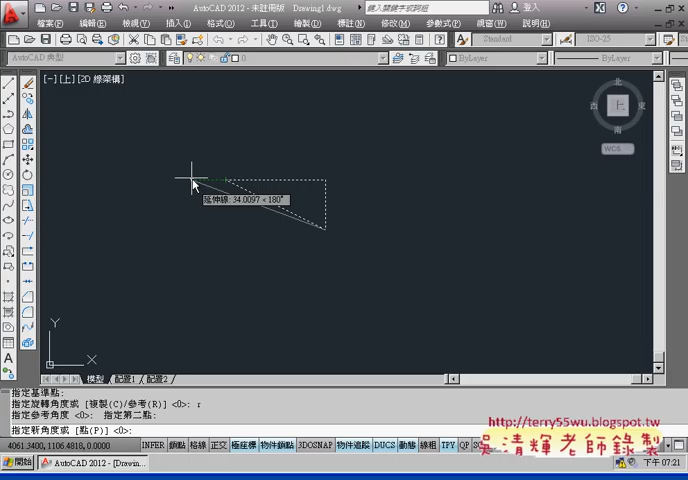 AutoCAD 2012 - 未註冊版 Drawing1.dwg
鍵入關鍵字或片語
登入
檔案(F) 編輯(E) 檢視(V) 插入(I) 格式(O) 工具(T) 繪製(D) 標註(N) 修改(M) 參數式(P) 視窗(W) 說明(H)
Standard ISO-25
AutoCAD 典型 0 ByLayer ByLayer
[-] [上] [2D 線架構]
北
西 上 東
南
WCS
延伸線: 34.0097 < 180°
Y
X
模型 配置1 配置2
指定基準點:
指定旋轉角度或 [複製(C)/參考(R)] <0>: r
指定參考角度 <0>: 指定第二點:
指定新角度或 [點(P)] <0>:
http://terry55wu.blogspot.tw
吳清輝老師錄製
4061.3400, 1106.4818, 0.0000 INFER 鎖點 格線 正交 極座標 物件鎖點 3DOSNAP 物件追蹤 DUCS 動態 線粗 TPY QP
開始 AutoCAD 2012 - [Drawin... 下午 07:21